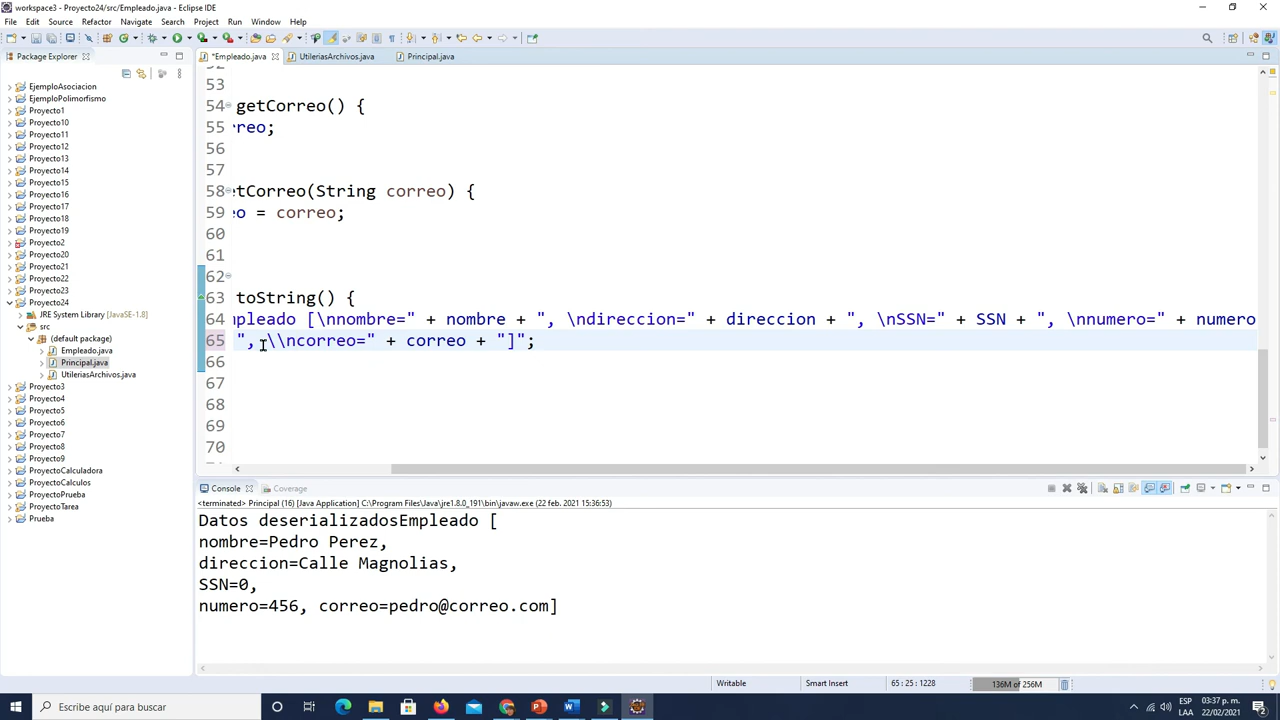 workspace3 - Proyecto24/src/Empleado.java - Eclipse IDE
File Edit Source Refactor Navigate Search Project Run Window Help
Package Explorer
*Empleado.java UtileriasArchivos.java Principal.java
EjemploAsociacion
EjemploPolimorfismo
Proyecto1
Proyecto10
Proyecto11
Proyecto12
Proyecto13
Proyecto14
Proyecto15
Proyecto16
Proyecto17
Proyecto18
Proyecto19
Proyecto2
Proyecto20
Proyecto21
Proyecto22
Proyecto23
Proyecto24
JRE System Library [JavaSE-1.8]
src
(default package)
Empleado.java
Principal.java
UtileriasArchivos.java
Proyecto3
Proyecto4
Proyecto5
Proyecto6
Proyecto7
Proyecto8
Proyecto9
ProyectoCalculadora
ProyectoCalculos
ProyectoPrueba
ProyectoTarea
Prueba
53
54 getCorreo() {
55 rreo;
56
57
58 etCorreo(String correo) {
59 eo = correo;
60
61
62
63 toString() {
64 mpleado [\nnombre=" + nombre + ", \ndireccion=" + direccion + ", \nSSN=" + SSN + ", \nnumero=" + numero
65 ", \\ncorreo=" + correo + "]";
66
67
68
69
70
Console Coverage
<terminated> Principal (16) [Java Application] C:\Program Files\Java\jre1.8.0_191\bin\javaw.exe (22 feb. 2021 15:36:53)
Datos deserializadosEmpleado [
nombre=Pedro Perez,
direccion=Calle Magnolias,
SSN=0,
numero=456, correo=pedro@correo.com]
Writable Smart Insert 65 : 25 : 1228 136M of 256M
Escribe aquí para buscar
ESP 03:37 p. m.
LAA 22/02/2021